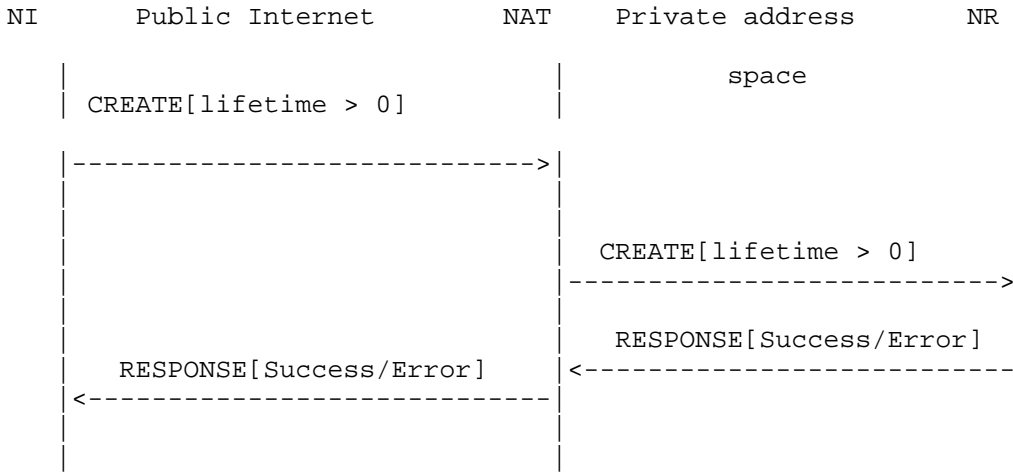 NI Public Internet NAT Private address NR
space
CREATE[lifetime > 0]
CREATE[lifetime > 0]
RESPONSE[Success/Error]
RESPONSE[Success/Error]